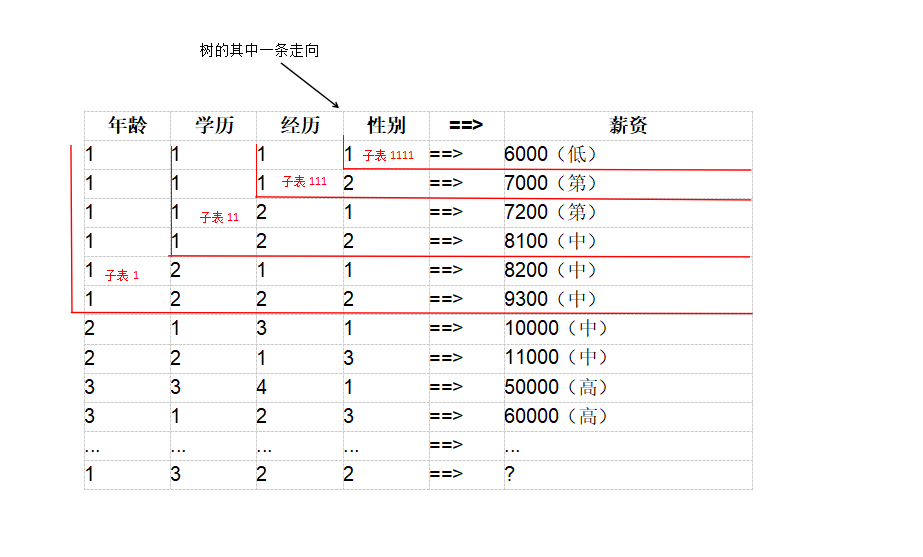 树的其中一条走向
年龄 学历 经历 性别 ==> 薪资
1 1 1 1 子表 1111 ==> 6000（低）
1 1 1 子表 111 2 ==> 7000（第）
1 1 子表 11 2 1 ==> 7200（第）
1 1 2 2 ==> 8100（中）
1 子表 1 2 1 1 ==> 8200（中）
1 2 2 2 ==> 9300（中）
2 1 3 1 ==> 10000（中）
2 2 1 3 ==> 11000（中）
3 3 4 1 ==> 50000（高）
3 1 2 3 ==> 60000（高）
... ... ... ... ==> ...
1 3 2 2 ==> ?